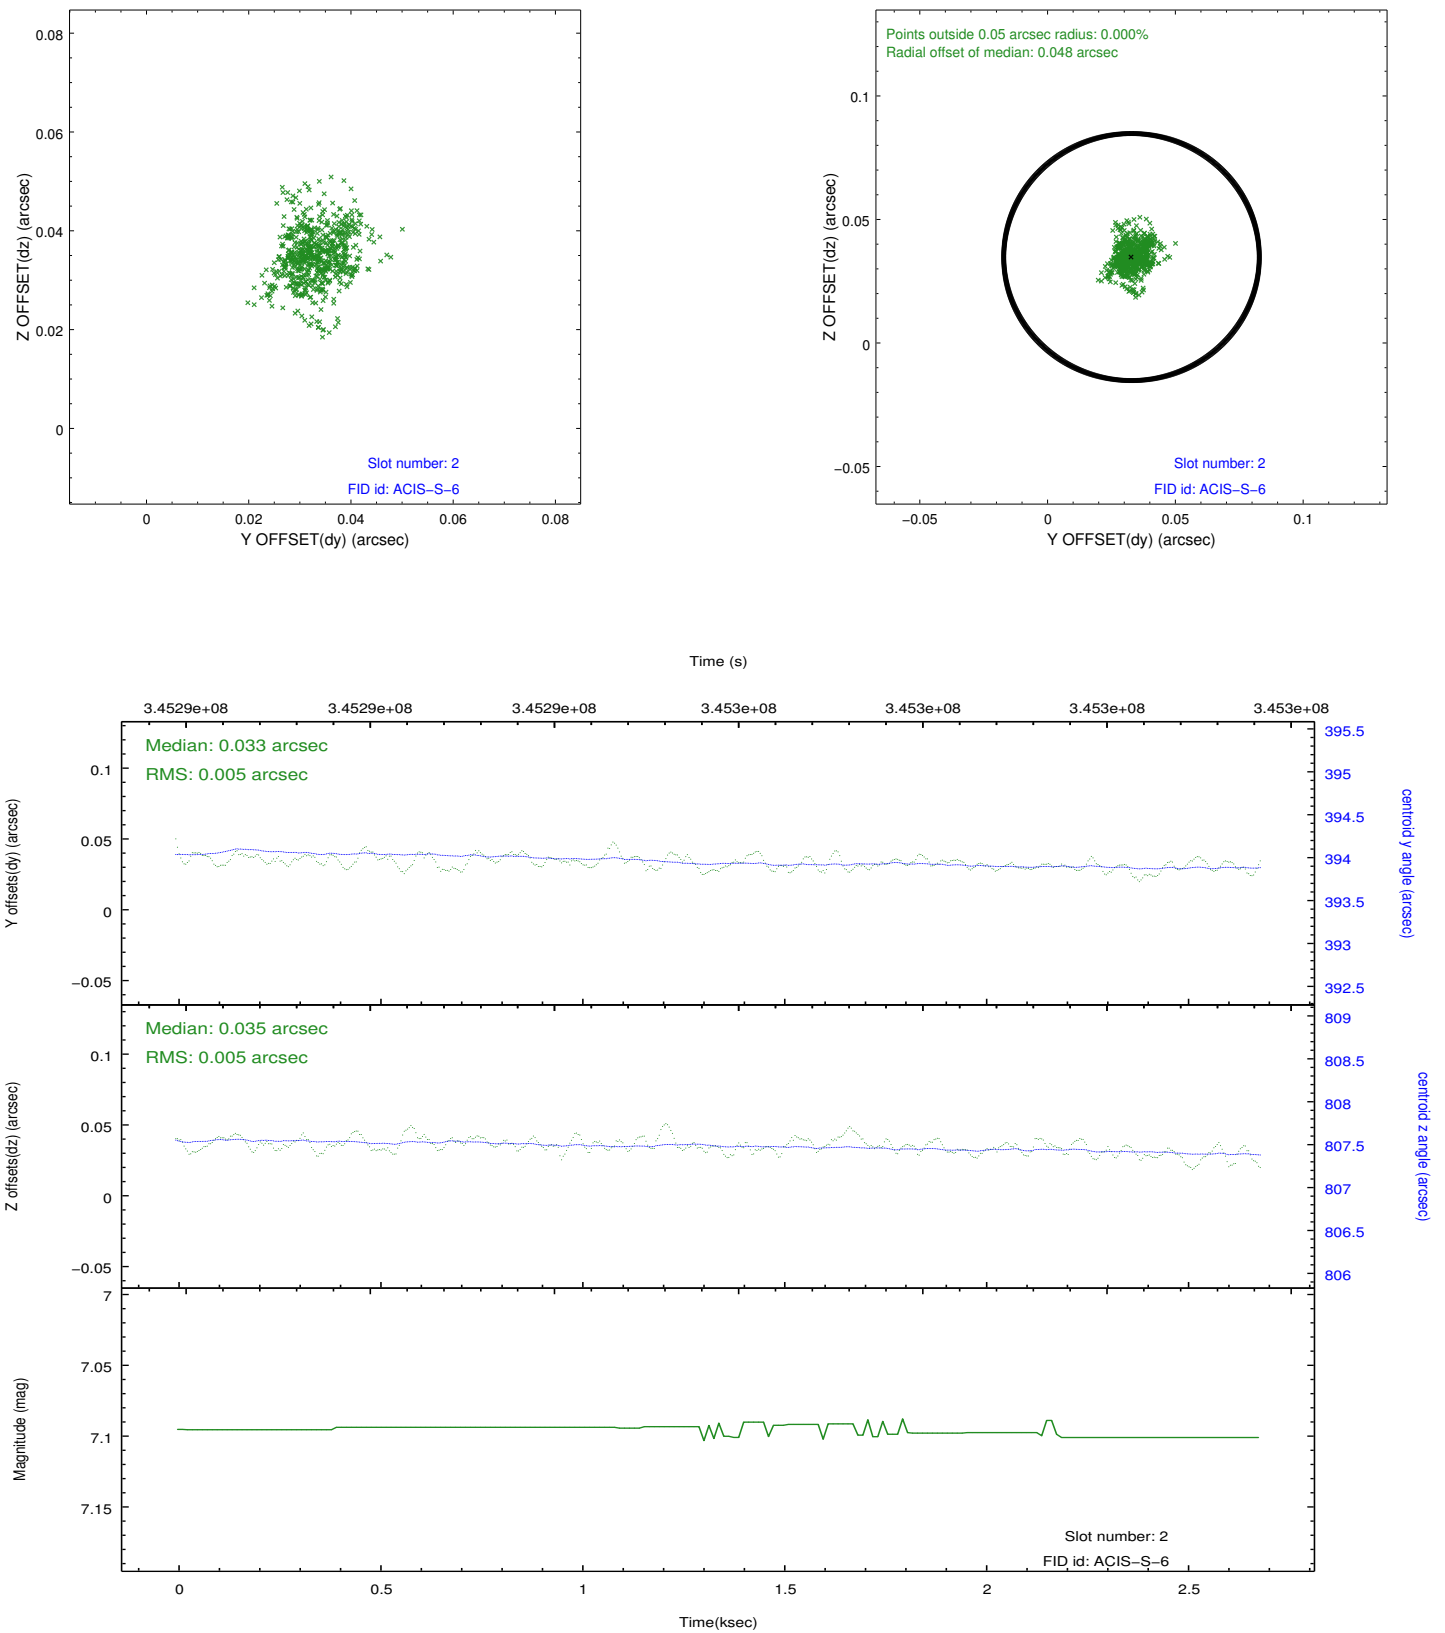 0.08
0.06
0.04
0.02
0
Z OFFSET(dz) (arcsec)
Slot number: 2
FID id: ACIS−S−6
0 0.02 0.04 0.06 0.08
Y OFFSET(dy) (arcsec)
Points outside 0.05 arcsec radius: 0.000%
Radial offset of median: 0.048 arcsec
0.1
0.05
0
−0.05
Z OFFSET(dz) (arcsec)
Slot number: 2
FID id: ACIS−S−6
−0.05 0 0.05 0.1
Y OFFSET(dy) (arcsec)
Time (s)
3.4529e+08 3.4529e+08 3.4529e+08 3.453e+08 3.453e+08 3.453e+08 3.453e+08
Median: 0.033 arcsec
RMS: 0.005 arcsec
0.1
0.05
0
−0.05
Y offsets(dy) (arcsec)
395.5
395
394.5
394
393.5
393
392.5
centroid y angle (arcsec)
Median: 0.035 arcsec
RMS: 0.005 arcsec
0.1
0.05
0
−0.05
Z offsets(dz) (arcsec)
809
808.5
808
807.5
807
806.5
806
centroid z angle (arcsec)
7
7.05
7.1
7.15
Magnitude (mag)
Slot number: 2
FID id: ACIS−S−6
0 0.5 1 1.5 2 2.5
Time(ksec)